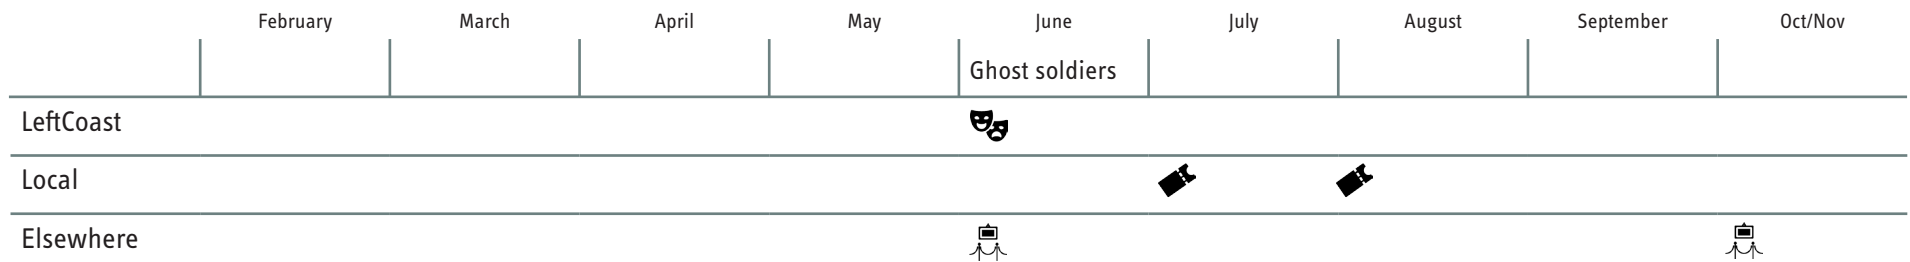 February March April May June July August September Oct/Nov
Ghost soldiers
LeftCoast
Local
Elsewhere